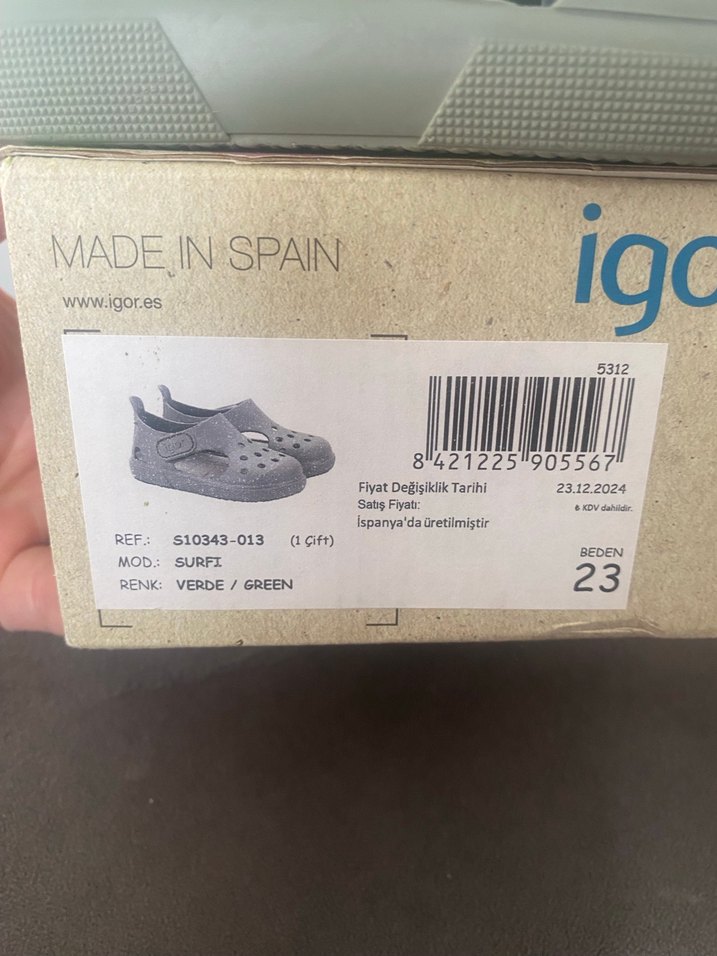 MADE IN SPAIN
www.igor.es
igo
5312
8 421225 905567
Fiyat Değişiklik Tarihi 23.12.2024
Satış Fiyatı: ₺ KDV dahildir.
İspanya'da üretilmiştir
REF.: S10343-013 (1 Çift)
MOD.: SURFI
RENK: VERDE / GREEN
BEDEN
23